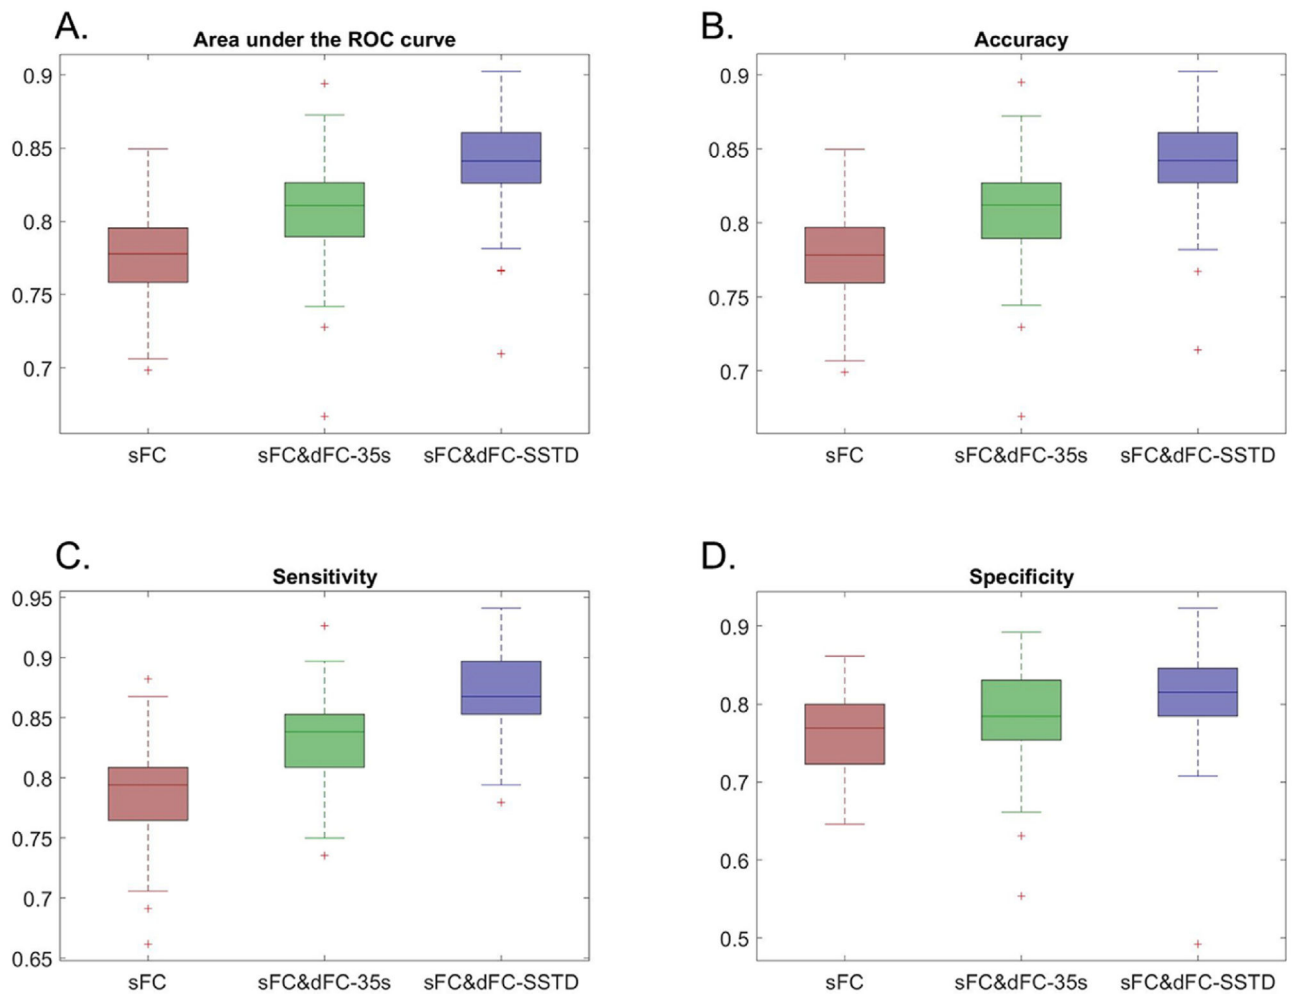 A.
Area under the ROC curve
0.9
0.85
0.8
0.75
0.7
sFC
sFC&dFC-35s
sFC&dFC-SSTD
B.
Accuracy
0.9
0.85
0.8
0.75
0.7
sFC
sFC&dFC-35s
sFC&dFC-SSTD
C.
Sensitivity
0.95
0.9
0.85
0.8
0.75
0.7
0.65
sFC
sFC&dFC-35s
sFC&dFC-SSTD
D.
Specificity
0.9
0.8
0.7
0.6
0.5
sFC
sFC&dFC-35s
sFC&dFC-SSTD